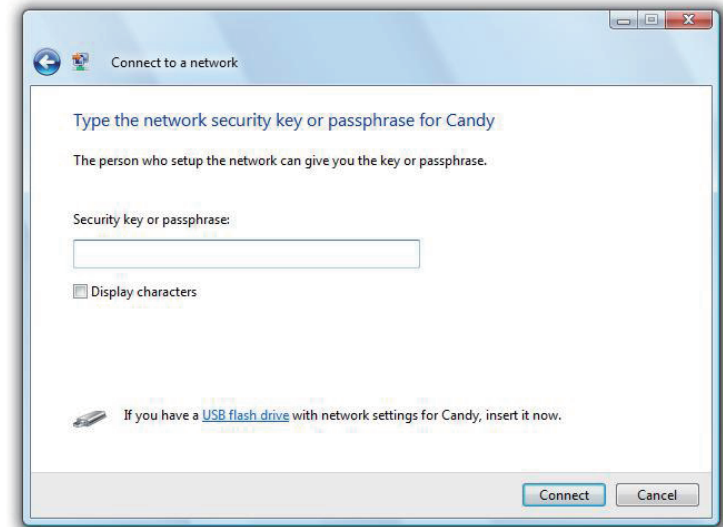 Connect to a network
Type the network security key or passphrase for Candy
The person who setup the network can give you the key or passphrase.
Security key or passphrase:
Display characters
If you have a USB flash drive with network settings for Candy, insert it now.
Connect Cancel